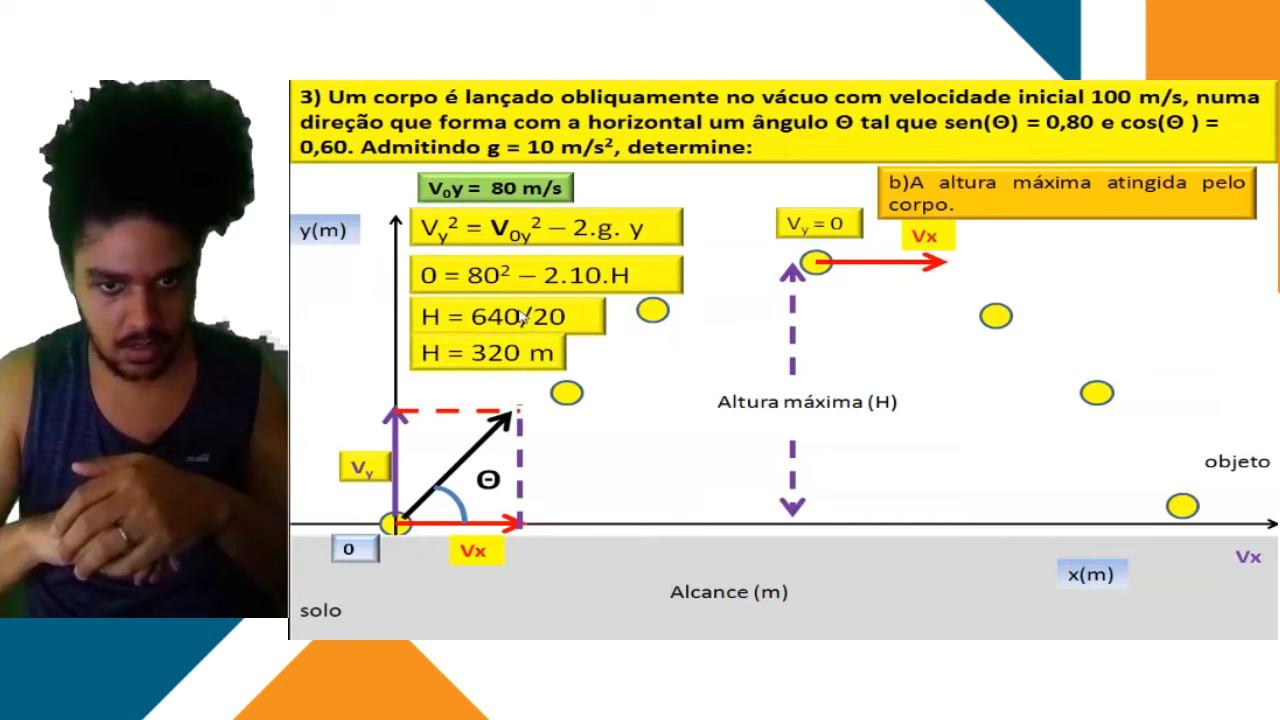 3) Um corpo é lançado obliquamente no vácuo com velocidade inicial 100 m/s, numa
direção que forma com a horizontal um ângulo Θ tal que sen(Θ) = 0,80 e cos(Θ ) =
0,60. Admitindo g = 10 m/s², determine:
b)A altura máxima atingida pelo
corpo.
V₀y = 80 m/s
y(m)
Vy² = V0y² – 2.g. y
Vy = 0
Vx
0 = 80² – 2.10.H
H = 640/20
H = 320 m
Altura máxima (H)
Vy
Θ
objeto
0
Vx
Vx
x(m)
Alcance (m)
solo